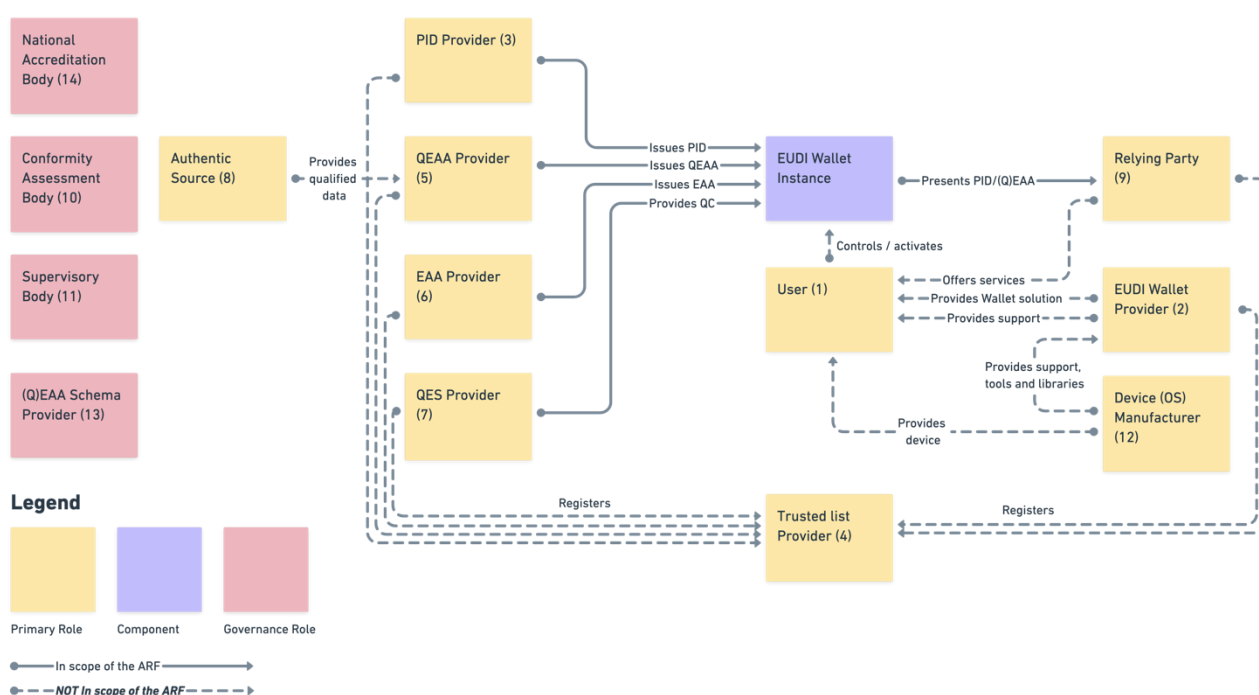 National
Accreditation
Body (14)
PID Provider (3)
Conformity
Assessment
Body (10)
Authentic
Source (8)
Provides
qualified
data
QEAA Provider
(5)
Issues PID
Issues QEAA
Issues EAA
Provides QC
EUDI Wallet
Instance
Presents PID/(Q)EAA
Relying Party
(9)
Controls / activates
Supervisory
Body (11)
EAA Provider
(6)
User (1)
Offers services
Provides Wallet solution
Provides support
EUDI Wallet
Provider (2)
Provides support,
tools and libraries
(Q)EAA Schema
Provider (13)
QES Provider
(7)
Device (OS)
Manufacturer
(12)
Provides
device
Registers
Trusted list
Provider (4)
Registers
Legend
Primary Role
Component
Governance Role
In scope of the ARF
NOT In scope of the ARF